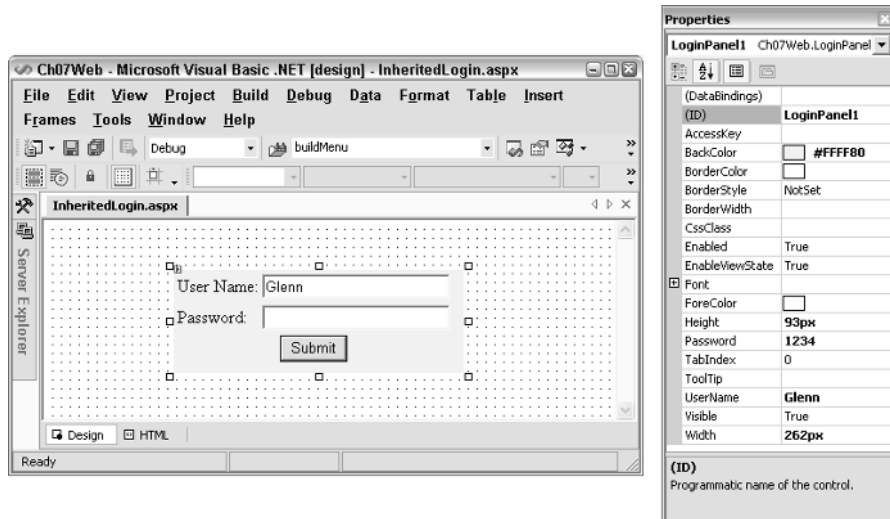 Ch07Web - Microsoft Visual Basic .NET [design] - InheritedLogin.aspx
File Edit View Project Build Debug Data Format Table Insert
Frames Tools Window Help
Debug
buildMenu
InheritedLogin.aspx
Server Explorer
User Name: Glenn
Password:
Submit
Design HTML
Ready
Properties
LoginPanel1 Ch07Web.LoginPanel
(DataBindings)
(ID) LoginPanel1
AccessKey
BackColor #FFFF80
BorderColor
BorderStyle NotSet
BorderWidth
CssClass
Enabled True
EnableViewState True
Font
ForeColor
Height 93px
Password 1234
TabIndex 0
ToolTip
UserName Glenn
Visible True
Width 262px
(ID)
Programmatic name of the control.